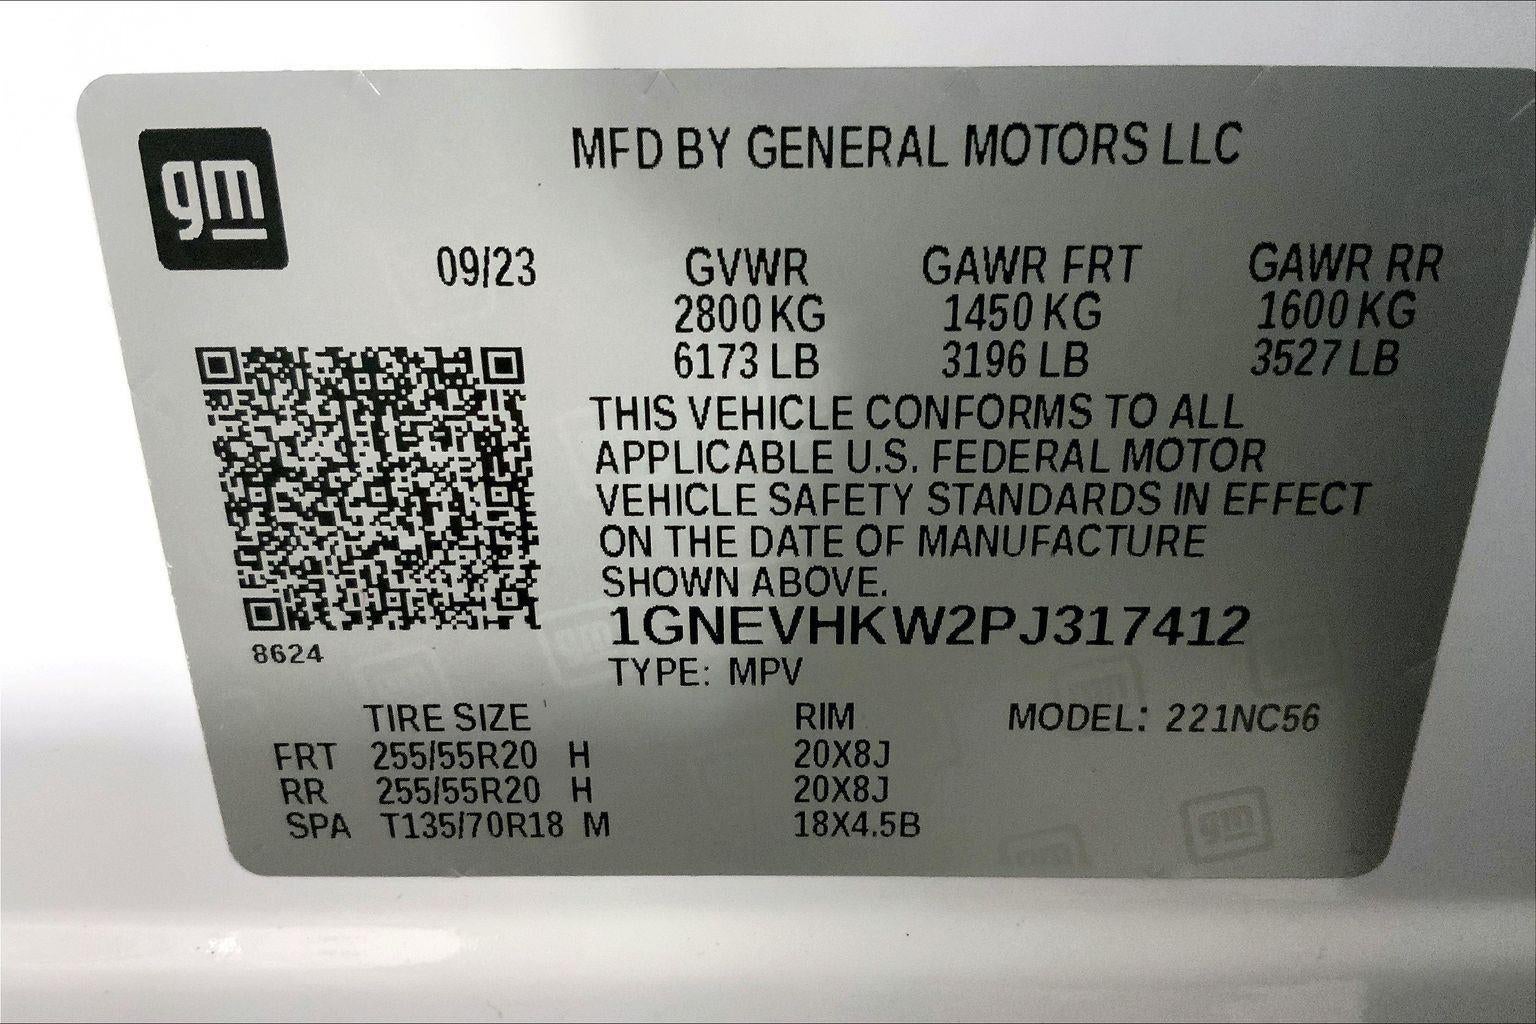 gm
MFD BY GENERAL MOTORS LLC
09/23 GVWR GAWR FRT GAWR RR
2800 KG 1450 KG 1600 KG
6173 LB 3196 LB 3527 LB
THIS VEHICLE CONFORMS TO ALL
APPLICABLE U.S. FEDERAL MOTOR
VEHICLE SAFETY STANDARDS IN EFFECT
ON THE DATE OF MANUFACTURE
SHOWN ABOVE.
1GNEVHKW2PJ317412
8624
TYPE: MPV
TIRE SIZE RIM MODEL: 221NC56
FRT 255/55R20 H 20X8J
RR 255/55R20 H 20X8J
SPA T135/70R18 M 18X4.5B
gm